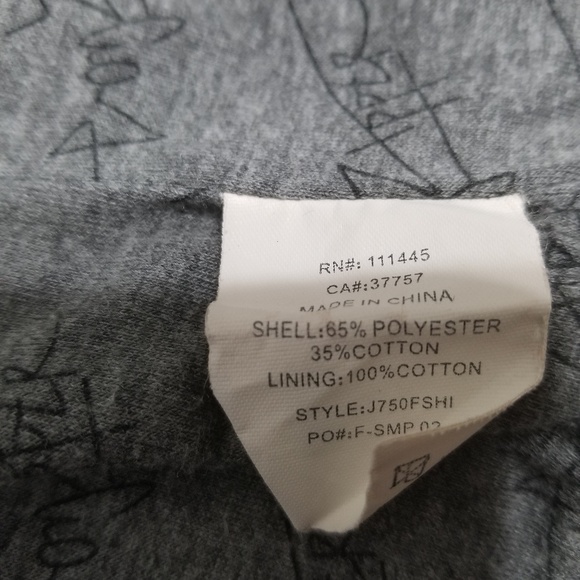 RN#: 111445
CA#:37757
MADE IN CHINA
SHELL:65% POLYESTER
35%COTTON
LINING:100%COTTON
STYLE:J750FSHI
PO#:F-SMP 02